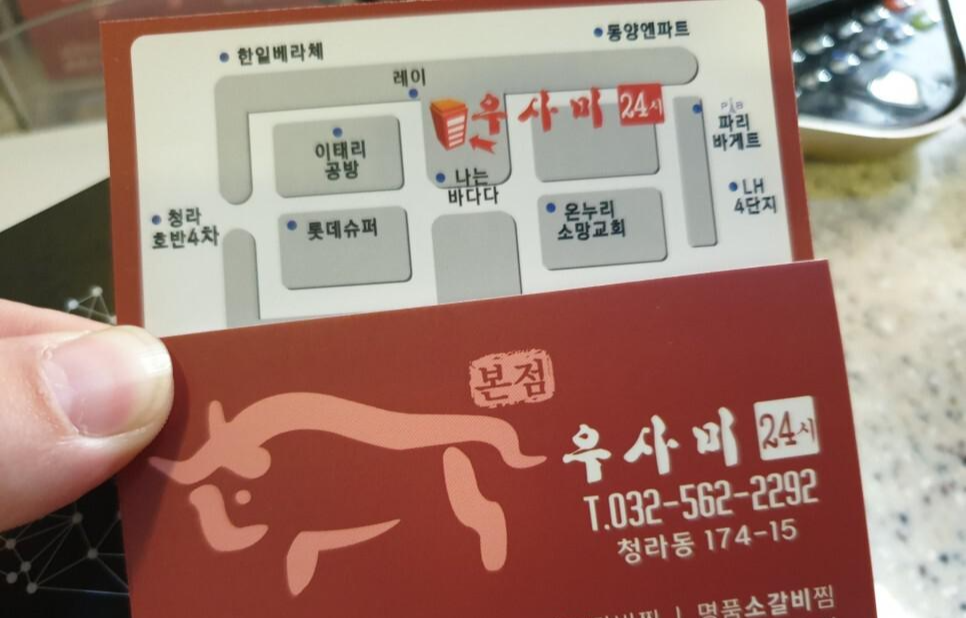 한일베라체
동양엔파트
레이
우사미 24시
이태리
공방
파리
바게트
나는
바다다
LH
4단지
청라
호반4차
롯데슈퍼
온누리
소망교회
본점
우사미 24시
T.032-562-2292
청라동 174-15
| 명품소갈비찜